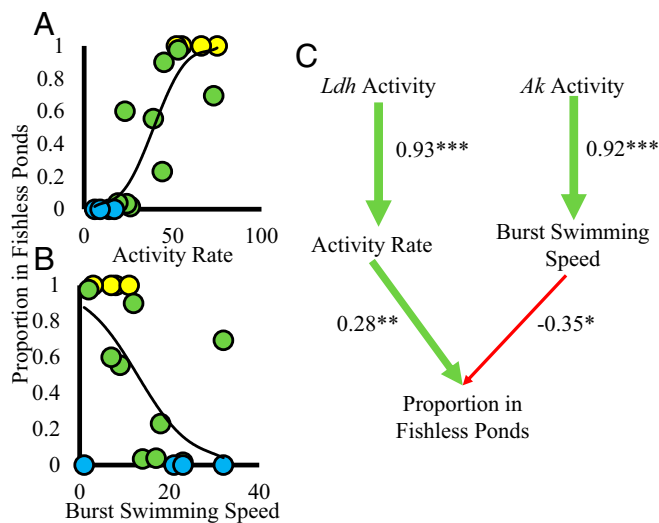 A
Proportion in Fishless Ponds
1
0.8
0.6
0.4
0.2
0
0 50 100
Activity Rate
B
1
0.8
0.6
0.4
0.2
0
0 20 40
Burst Swimming Speed
C
Ldh Activity
Ak Activity
0.93***
0.92***
Activity Rate
Burst Swimming
Speed
0.28**
-0.35*
Proportion in
Fishless Ponds